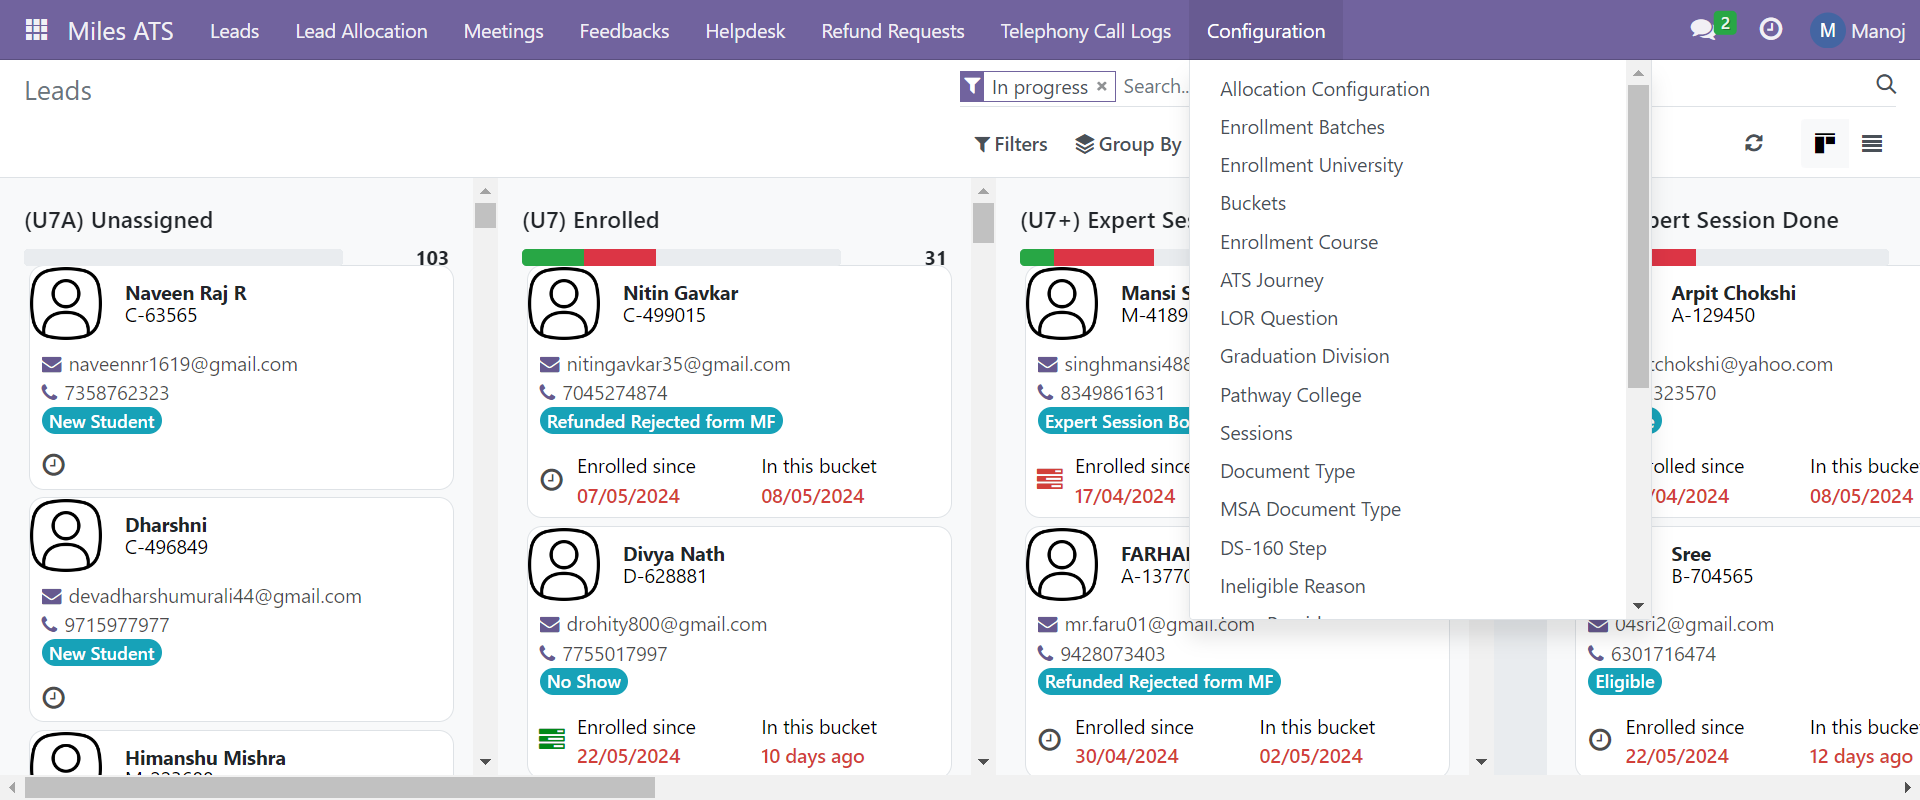 Miles ATS Leads Lead Allocation Meetings Feedbacks Helpdesk Refund Requests Telephony Call Logs Configuration 2 M Manoj
Leads
In progress × Search...
Filters Group By
Allocation Configuration
Enrollment Batches
Enrollment University
Buckets
Enrollment Course
ATS Journey
LOR Question
Graduation Division
Pathway College
Sessions
Document Type
MSA Document Type
DS-160 Step
Ineligible Reason
(U7A) Unassigned
103
Naveen Raj R
C-63565
naveennr1619@gmail.com
7358762323
New Student
Dharshni
C-496849
devadharshumurali44@gmail.com
9715977977
New Student
Himanshu Mishra
(U7) Enrolled
31
Nitin Gavkar
C-499015
nitingavkar35@gmail.com
7045274874
Refunded Rejected form MF
Enrolled since In this bucket
07/05/2024 08/05/2024
Divya Nath
D-628881
drohity800@gmail.com
7755017997
No Show
Enrolled since In this bucket
22/05/2024 10 days ago
(U7+) Expert Se
Mansi S
M-4189
singhmansi488
8349861631
Expert Session Bo
Enrolled since
17/04/2024
FARHA
A-1377
mr.faru01@gmail.com
9428073403
Refunded Rejected form MF
Enrolled since In this bucket
30/04/2024 02/05/2024
pert Session Done
Arpit Chokshi
A-129450
chokshi@yahoo.com
323570
rolled since In this bucke
/04/2024 08/05/2024
Sree
B-704565
04sri2@gmail.com
6301716474
Eligible
Enrolled since In this bucke
22/05/2024 12 days ago